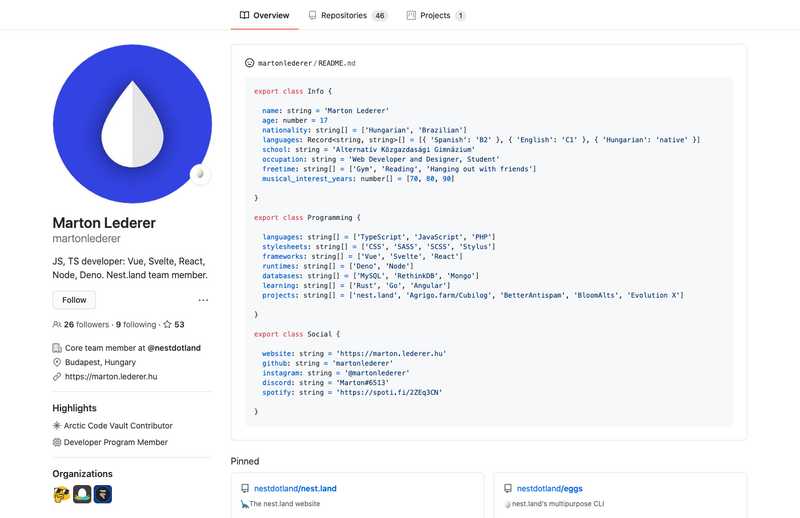 Overview
Repositories 46
Projects 1
martonlederer/README.md
export class Info {
name: string = 'Marton Lederer'
age: number = 17
nationality: string[] = ['Hungarian', 'Brazilian']
languages: Record<string, string>[] = [{ 'Spanish': 'B2' }, { 'English': 'C1' }, { 'Hungarian': 'native' }]
school: string = 'Alternatív Közgazdasági Gimnázium'
occupation: string = 'Web Developer and Designer, Student'
freetime: string[] = ['Gym', 'Reading', 'Hanging out with friends']
musical_interest_years: number[] = [70, 80, 90]
}
export class Programming {
languages: string[] = ['TypeScript', 'JavaScript', 'PHP']
stylesheets: string[] = ['CSS', 'SASS', 'SCSS', 'Stylus']
frameworks: string[] = ['Vue', 'Svelte', 'React']
runtimes: string[] = ['Deno', 'Node']
databases: string[] = ['MySQL', 'RethinkDB', 'Mongo']
learning: string[] = ['Rust', 'Go', 'Angular']
projects: string[] = ['nest.land', 'Agrigo.farm/Cubilog', 'BetterAntispam', 'BloomAlts', 'Evolution X']
}
export class Social {
website: string = 'https://marton.lederer.hu'
github: string = 'martonlederer'
instagram: string = '@martonlederer'
discord: string = 'Marton#6513'
spotify: string = 'https://spoti.fi/2ZEq3CN'
}
Marton Lederer
martonlederer
JS, TS developer: Vue, Svelte, React,
Node, Deno. Nest.land team member.
Follow
26 followers · 9 following · 53
Core team member at @nestdotland
Budapest, Hungary
https://marton.lederer.hu
Highlights
Arctic Code Vault Contributor
Developer Program Member
Organizations
Pinned
nestdotland/nest.land
The nest.land website
nestdotland/eggs
nest.land's multipurpose CLI